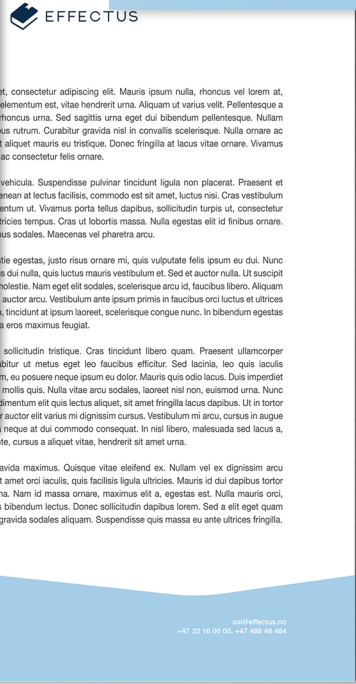 EFFECTUS
et, consectetur adipiscing elit. Mauris ipsum nulla, rhoncus vel lorem at,
elementum est, vitae hendrerit urna. Aliquam ut varius velit. Pellentesque a
rhoncus urna. Sed sagittis urna eget dui bibendum pellentesque. Nullam
bus rutrum. Curabitur gravida nisl in convallis scelerisque. Nulla ornare ac
t aliquet mauris eu tristique. Donec fringilla at lacus vitae ornare. Vivamus
ac consectetur felis ornare.
vehicula. Suspendisse pulvinar tincidunt ligula non placerat. Praesent et
enean at lectus facilisis, commodo est sit amet, luctus nisi. Cras vestibulum
entum ut. Vivamus porta tellus dapibus, sollicitudin turpis ut, consectetur
tricies tempus. Cras ut lobortis massa. Nulla egestas elit id finibus ornare.
bus sodales. Maecenas vel pharetra arcu.
tie egestas, justo risus ornare mi, quis vulputate felis ipsum eu dui. Nunc
s dui nulla, quis luctus mauris vestibulum et. Sed et auctor nulla. Ut suscipit
molestie. Nam eget elit sodales, scelerisque arcu id, faucibus libero. Aliquam
auctor arcu. Vestibulum ante ipsum primis in faucibus orci luctus et ultrices
, tincidunt at ipsum laoreet, scelerisque congue nunc. In bibendum egestas
a eros maximus feugiat.
sollicitudin tristique. Cras tincidunt libero quam. Praesent ullamcorper
abitur ut metus eget leo faucibus efficitur. Sed lacinia, leo quis iaculis
m, eu posuere neque ipsum eu dolor. Mauris quis odio lacus. Duis imperdiet
mollis quis. Nulla vitae arcu sodales, laoreet nisl non, euismod urna. Nunc
dimentum elit quis lectus aliquet, sit amet fringilla lacus dapibus. Ut in tortor
r auctor elit varius mi dignissim cursus. Vestibulum mi arcu, cursus in augue
neque at dui commodo consequat. In nisl libero, malesuada sed lacus a,
nte, cursus a aliquet vitae, hendrerit sit amet urna.
avida maximus. Quisque vitae eleifend ex. Nullam vel ex dignissim arcu
t amet orci iaculis, quis facilisis ligula ultricies. Mauris id dui dapibus tortor
na. Nam id massa ornare, maximus elit a, egestas est. Nulla mauris orci,
s bibendum lectus. Donec sollicitudin dapibus lorem. Sed a elit eget quam
gravida sodales aliquam. Suspendisse quis massa eu ante ultrices fringilla.
sm@effectus.no
+47 22 16 00 00, +47 486 46 464